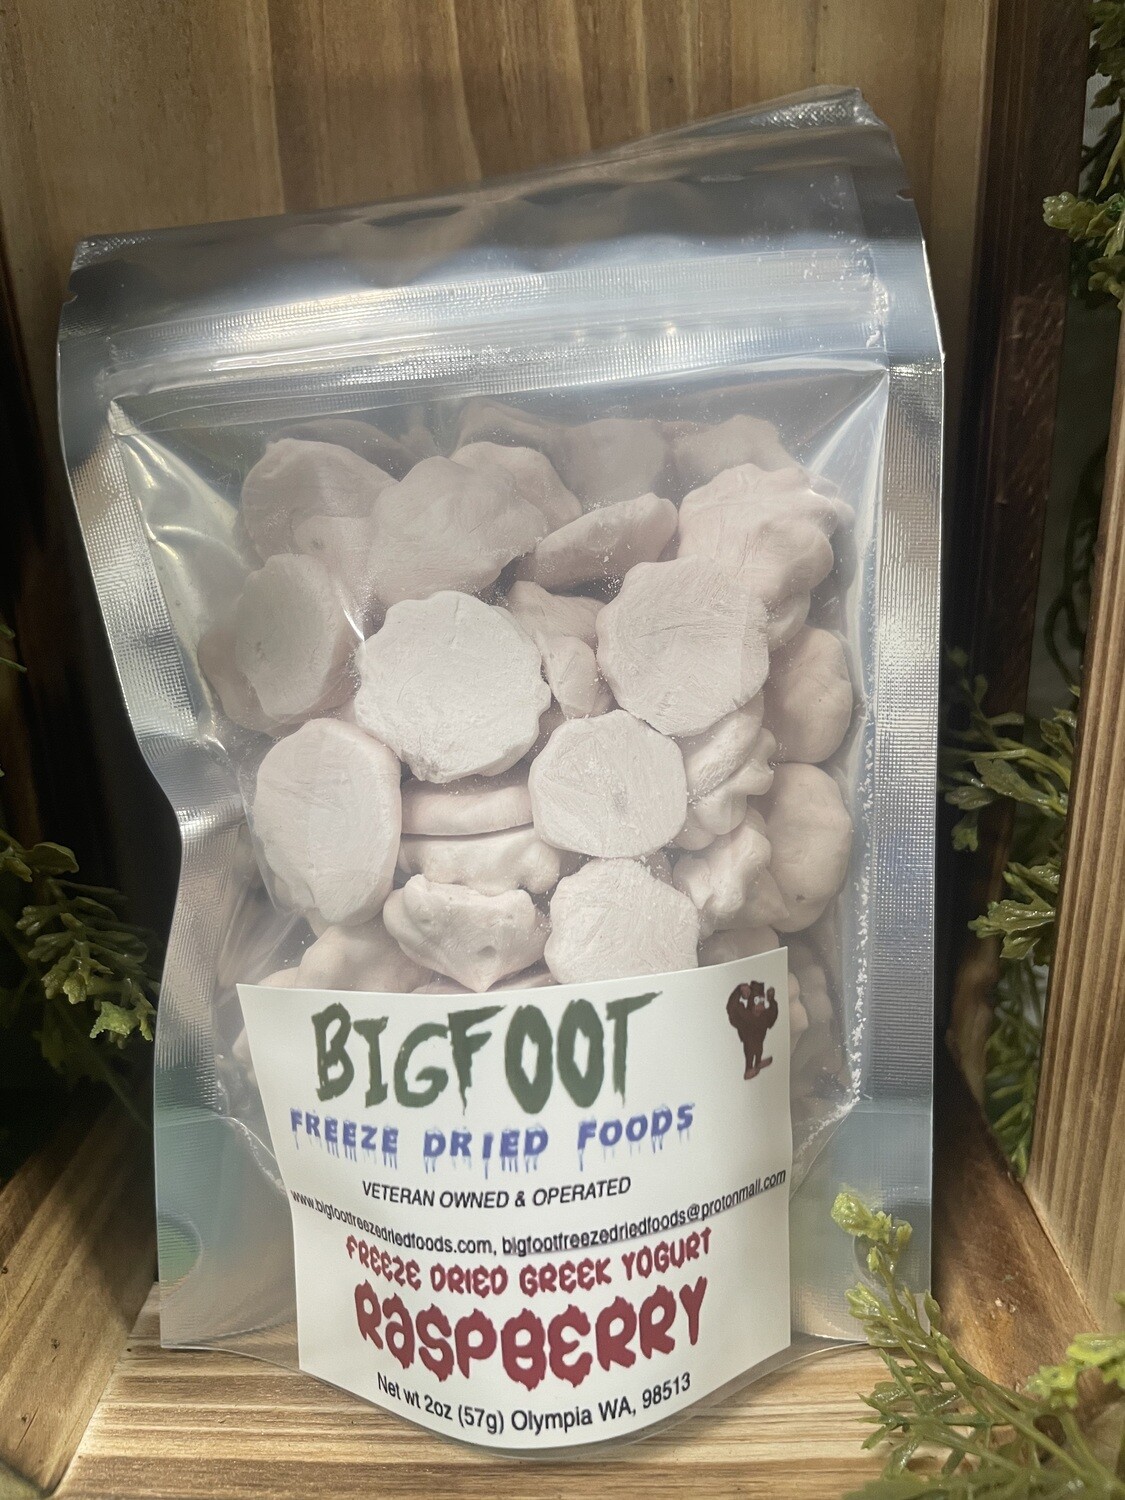 BIGFOOT
FREEZE DRIED FOODS
VETERAN OWNED & OPERATED
www.bigfootfreezedriedfoods.com, bigfootfreezedriedfoods@protonmail.com
FREEZE DRIED GREEK YOGURT
RASPBERRY
Net wt 2oz (57g) Olympia WA, 98513